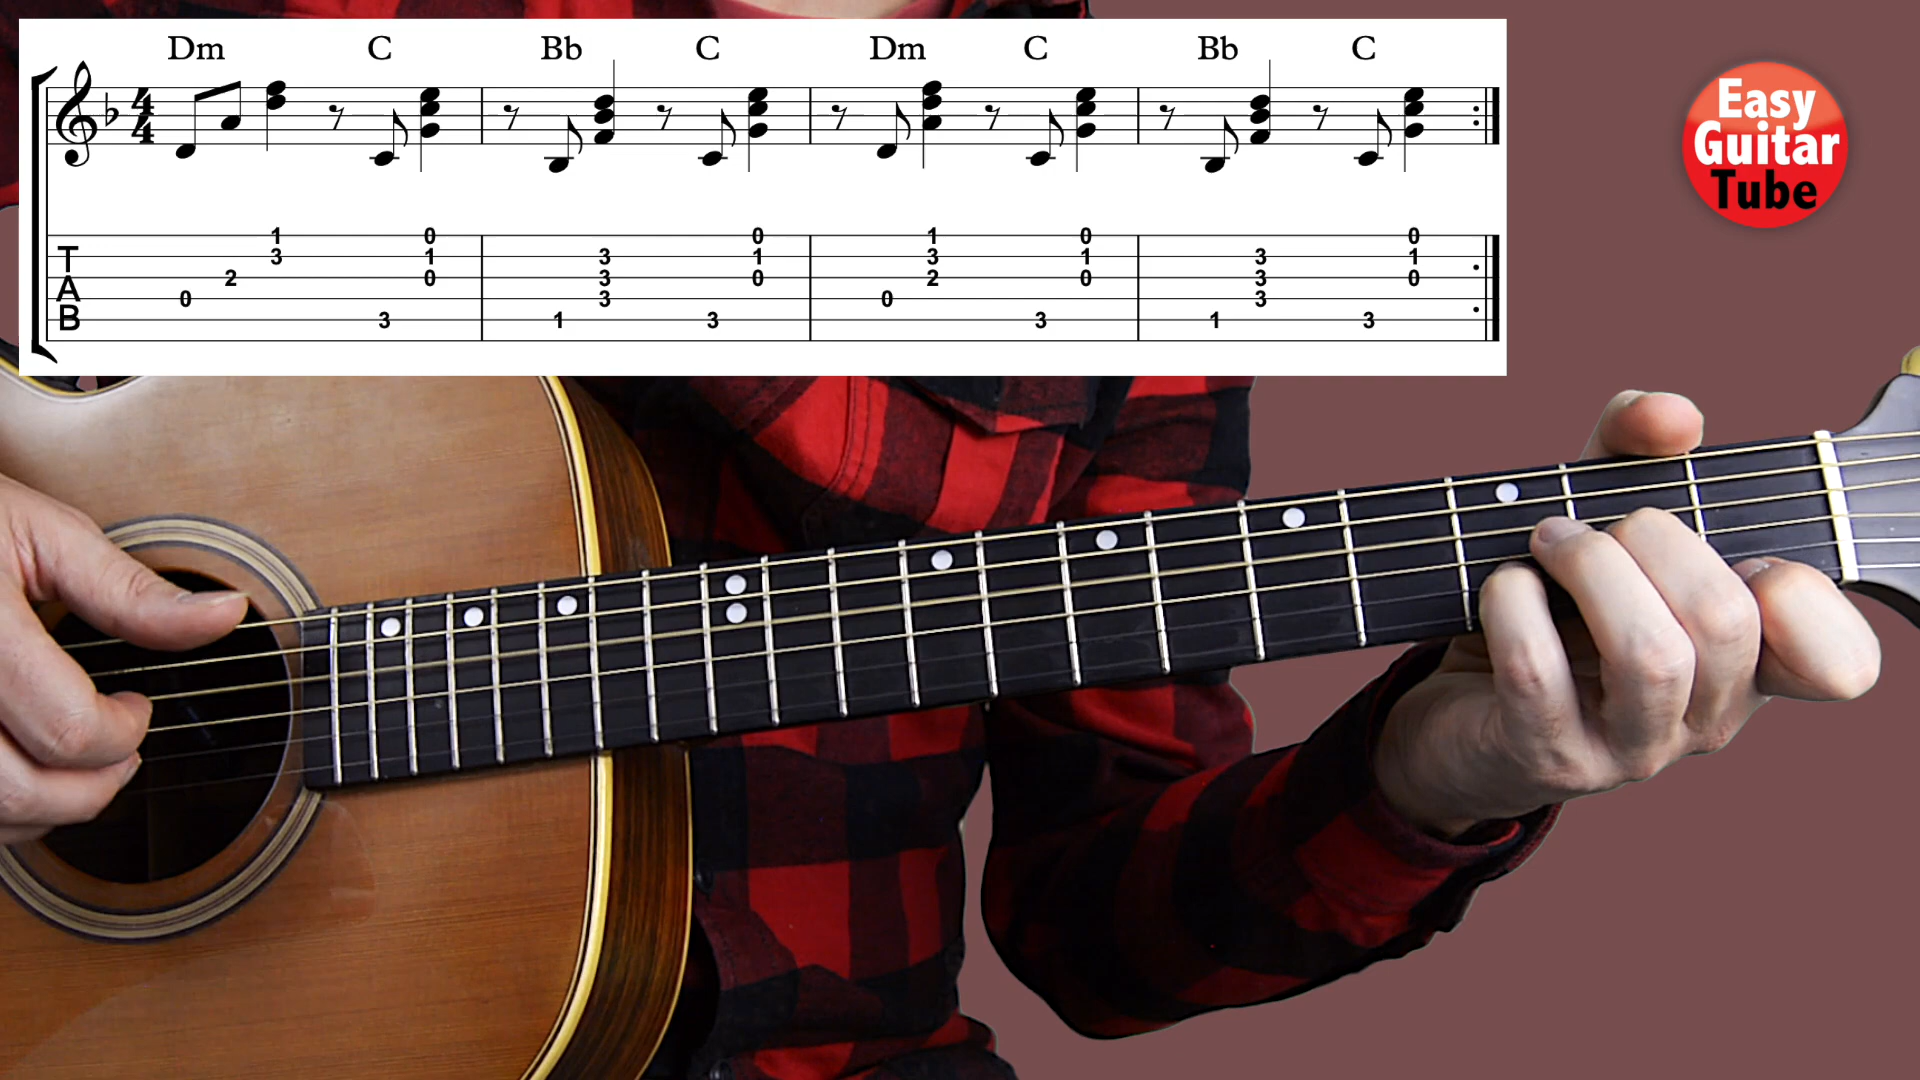 Dm C Bb C Dm C Bb C
4
4
T 1 0 0 1 0 0
3 1 3 1 3 1 3 1
A 2 0 3 0 2 0 3 0
0 3 0 3
B 3 1 3 3 1 3
Easy
Guitar
Tube